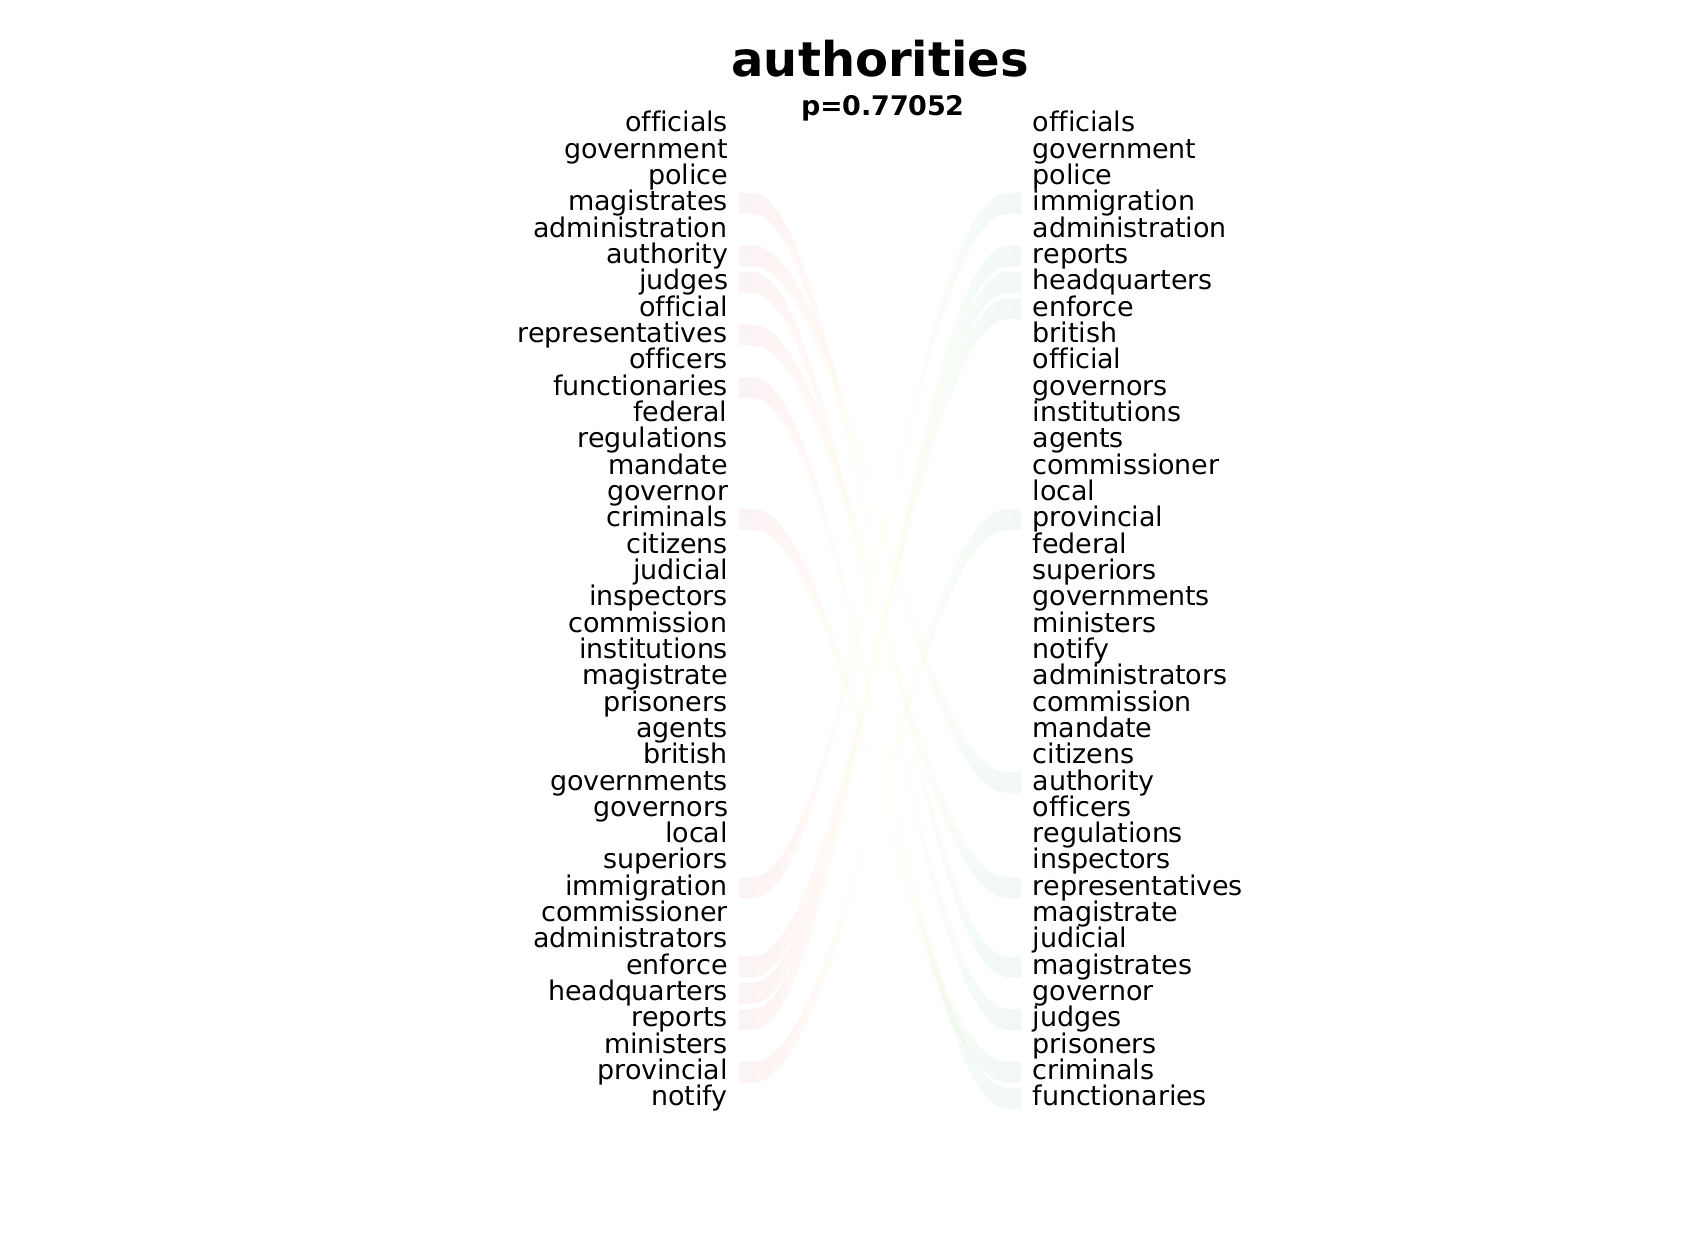 authorities
p=0.77052
officials officials
government government
police police
magistrates immigration
administration administration
authority reports
judges headquarters
official enforce
representatives british
officers official
functionaries governors
federal institutions
regulations agents
mandate commissioner
governor local
criminals provincial
citizens federal
judicial superiors
inspectors governments
commission ministers
institutions notify
magistrate administrators
prisoners commission
agents mandate
british citizens
governments authority
governors officers
local regulations
superiors inspectors
immigration representatives
commissioner magistrate
administrators judicial
enforce magistrates
headquarters governor
reports judges
ministers prisoners
provincial criminals
notify functionaries